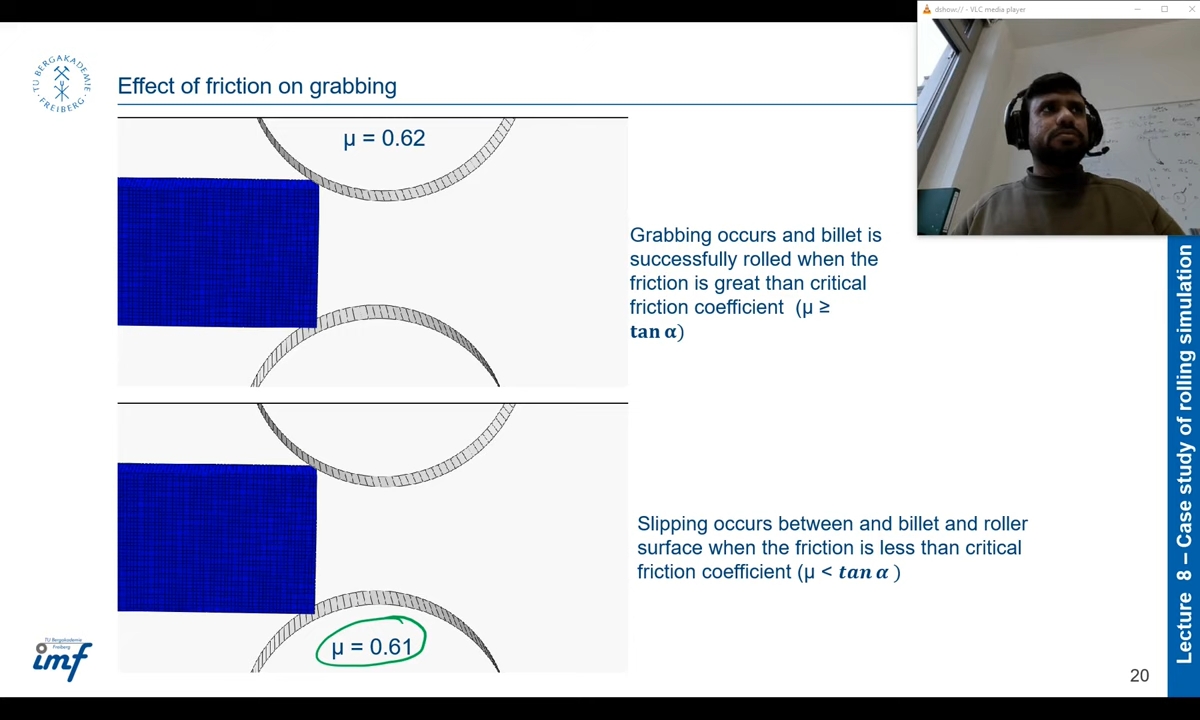 dshow:// - VLC media player
TU BERGAKADEMIE
FREIBERG
Effect of friction on grabbing
μ = 0.62
Grabbing occurs and billet is
successfully rolled when the
friction is great than critical
friction coefficient (μ ≥
tan α)
Slipping occurs between and billet and roller
surface when the friction is less than critical
friction coefficient (μ < tan α )
μ = 0.61
TU Bergakademie
Freiberg
imf
20
Lecture 8 – Case study of rolling simulation